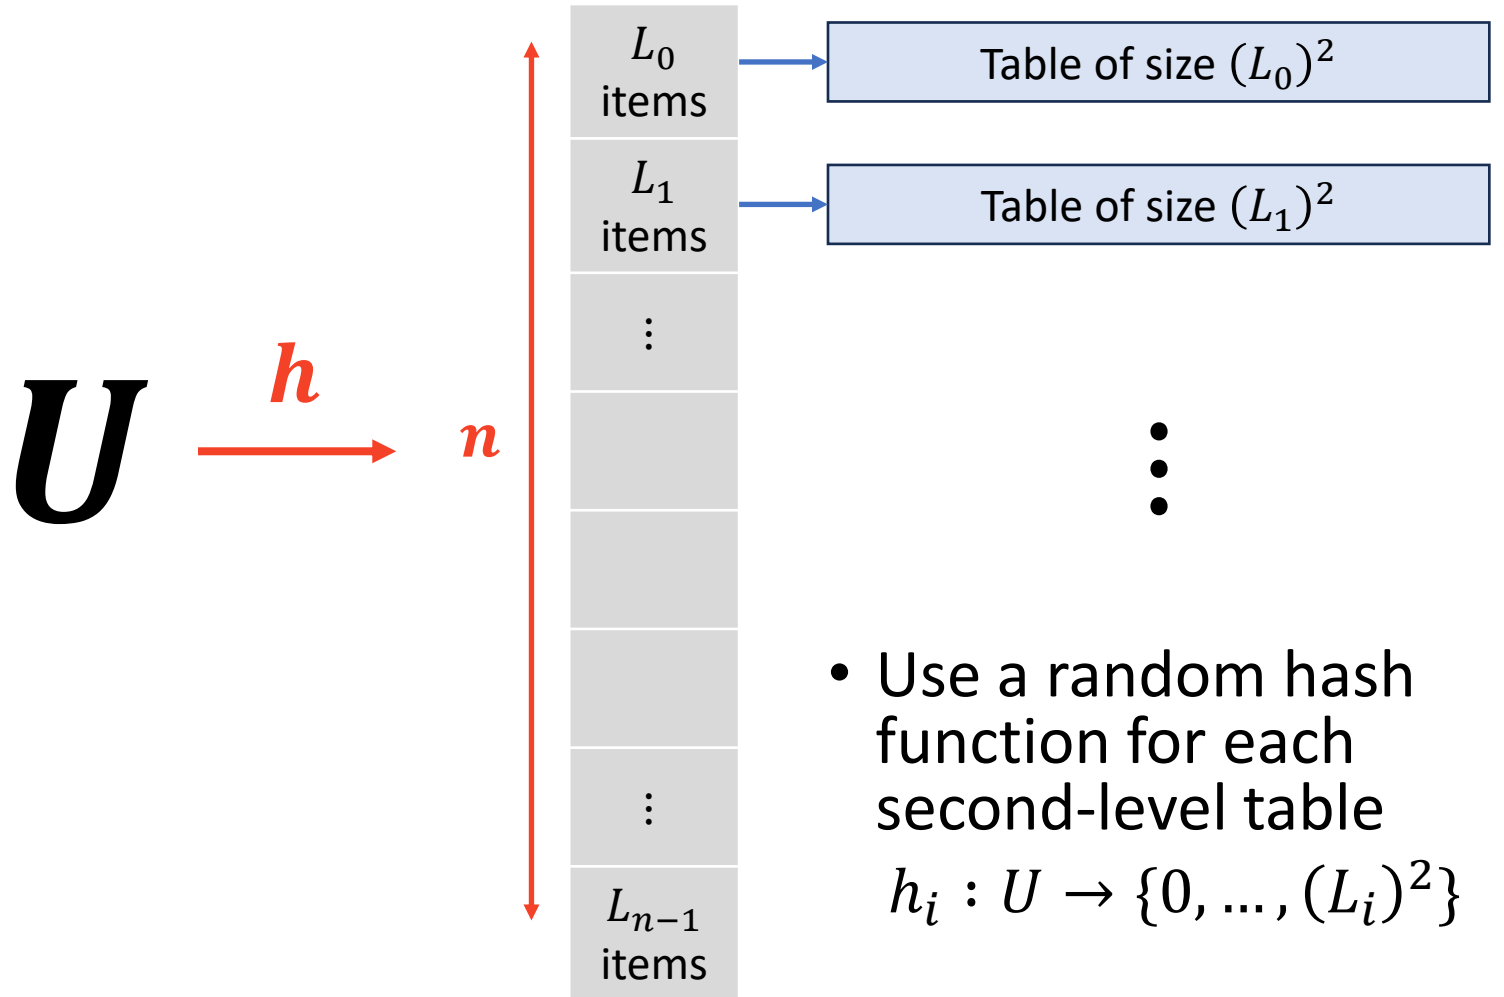 U
h
n
L₀
items
L₁
items
⋮
⋮
Lₙ₋₁
items
Table of size (L₀)²
Table of size (L₁)²
⋮
• Use a random hash
function for each
second-level table
hᵢ : U → {0, … , (Lᵢ)²}